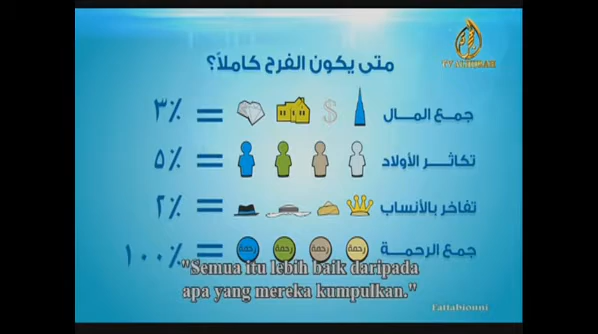 متى يكون الفرح كاملاً؟
جمع المال = ٣٪
$
تكاثر الأولاد = ٥٪
تفاخر بالأنساب = ٢٪
جمع الرحمة = ١٠٠٪
رحمة رحمة رحمة رحمة
"Semua itu lebih baik daripada
apa yang mereka kumpulkan."
Fattabiouni